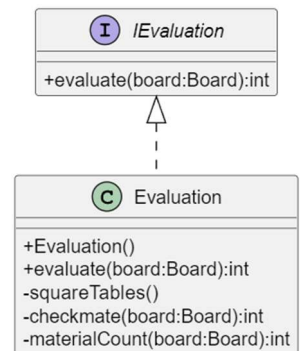 I IEvaluation
+evaluate(board:Board):int
C Evaluation
+Evaluation()
+evaluate(board:Board):int
-squareTables()
-checkmate(board:Board):int
-materialCount(board:Board):int